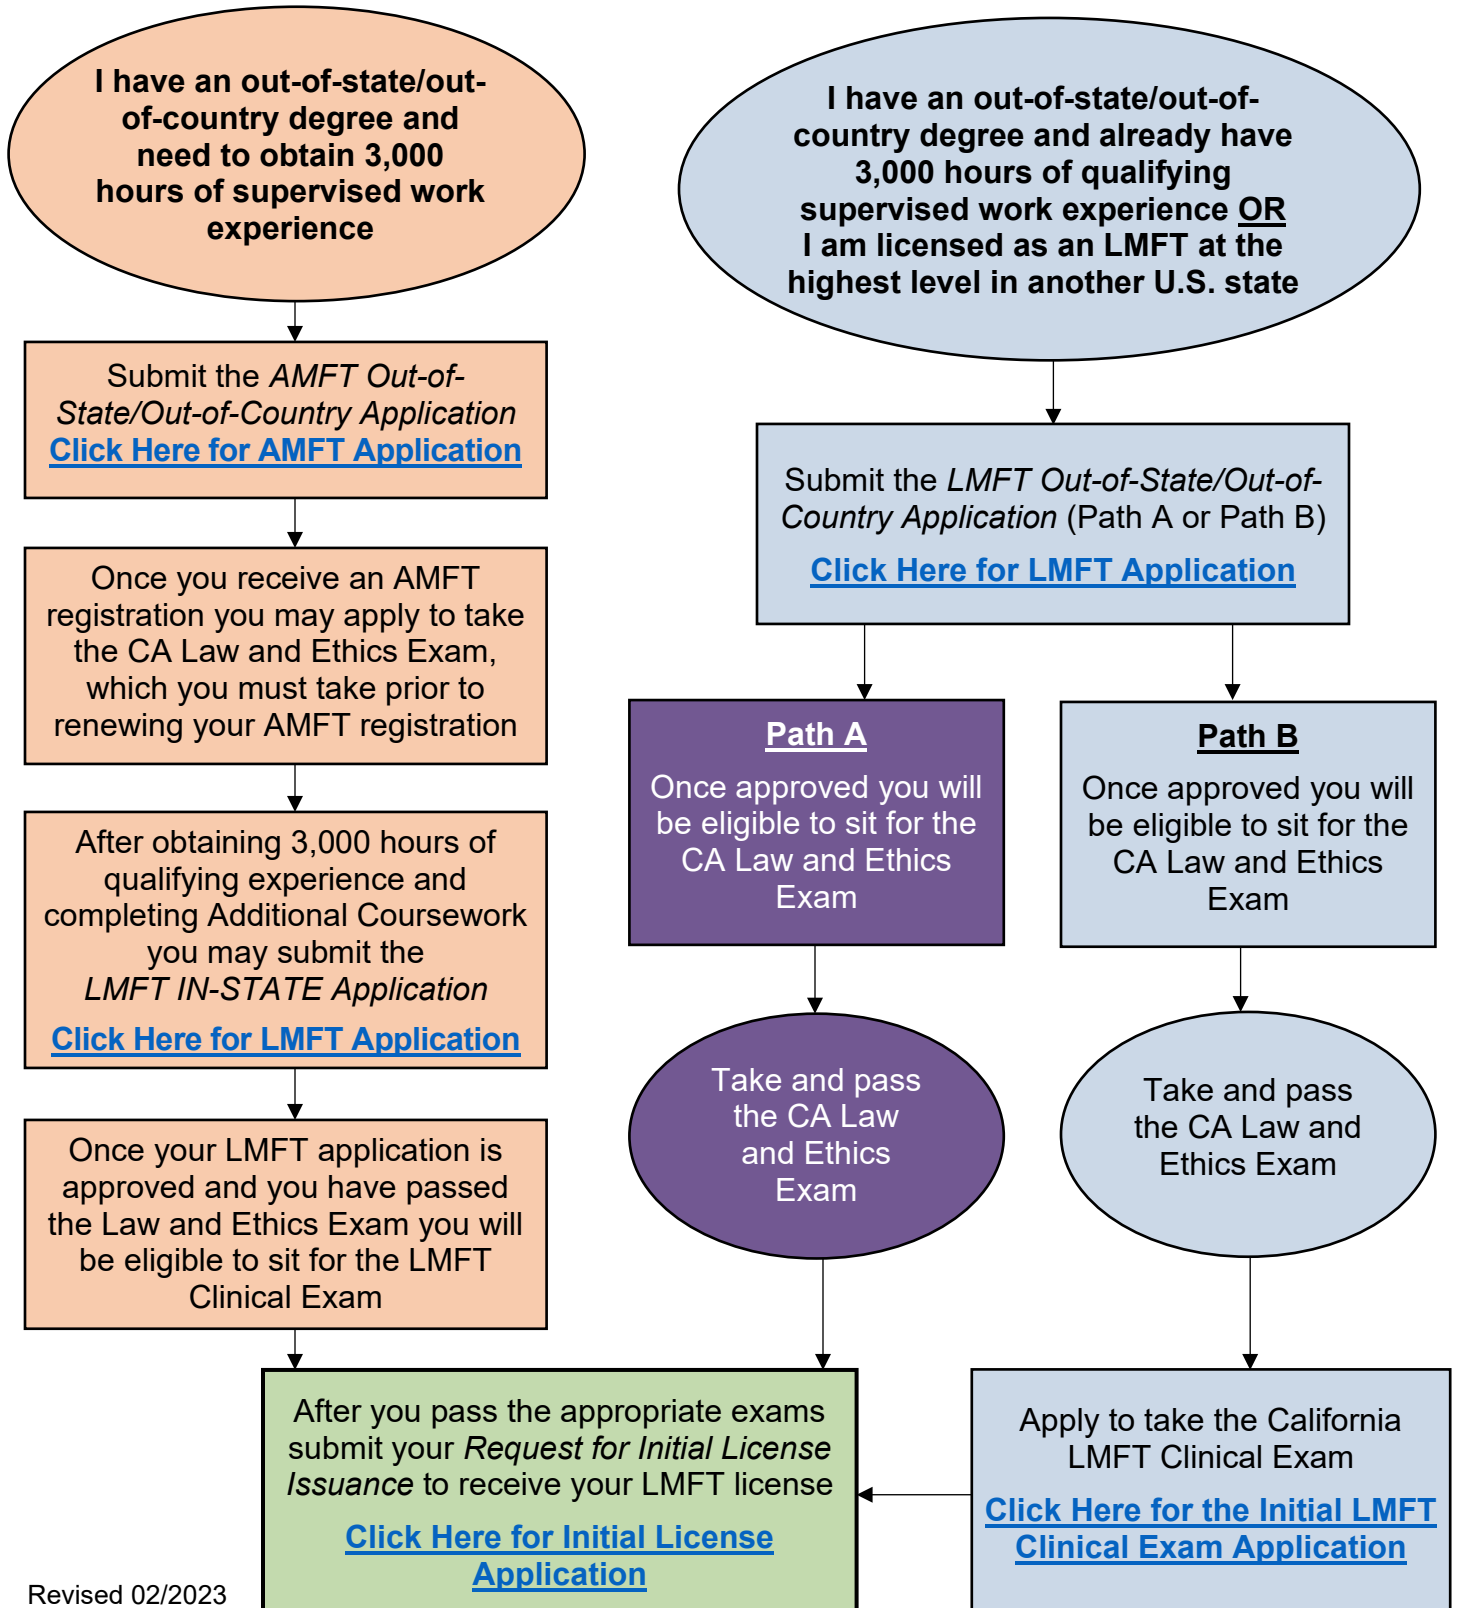 I have an out-of-state/out-
of-country degree and
need to obtain 3,000
hours of supervised work
experience
Submit the AMFT Out-of-
State/Out-of-Country Application
Click Here for AMFT Application
Once you receive an AMFT
registration you may apply to take
the CA Law and Ethics Exam,
which you must take prior to
renewing your AMFT registration
After obtaining 3,000 hours of
qualifying experience and
completing Additional Coursework
you may submit the
LMFT IN-STATE Application
Click Here for LMFT Application
Once your LMFT application is
approved and you have passed
the Law and Ethics Exam you will
be eligible to sit for the LMFT
Clinical Exam
I have an out-of-state/out-of-
country degree and already have
3,000 hours of qualifying
supervised work experience OR
I am licensed as an LMFT at the
highest level in another U.S. state
Submit the LMFT Out-of-State/Out-of-
Country Application (Path A or Path B)
Click Here for LMFT Application
Path A
Once approved you will
be eligible to sit for the
CA Law and Ethics
Exam
Take and pass
the CA Law
and Ethics
Exam
Path B
Once approved you will
be eligible to sit for the
CA Law and Ethics
Exam
Take and pass
the CA Law and
Ethics Exam
Apply to take the California
LMFT Clinical Exam
Click Here for the Initial LMFT
Clinical Exam Application
After you pass the appropriate exams
submit your Request for Initial License
Issuance to receive your LMFT license
Click Here for Initial License
Application
Revised 02/2023